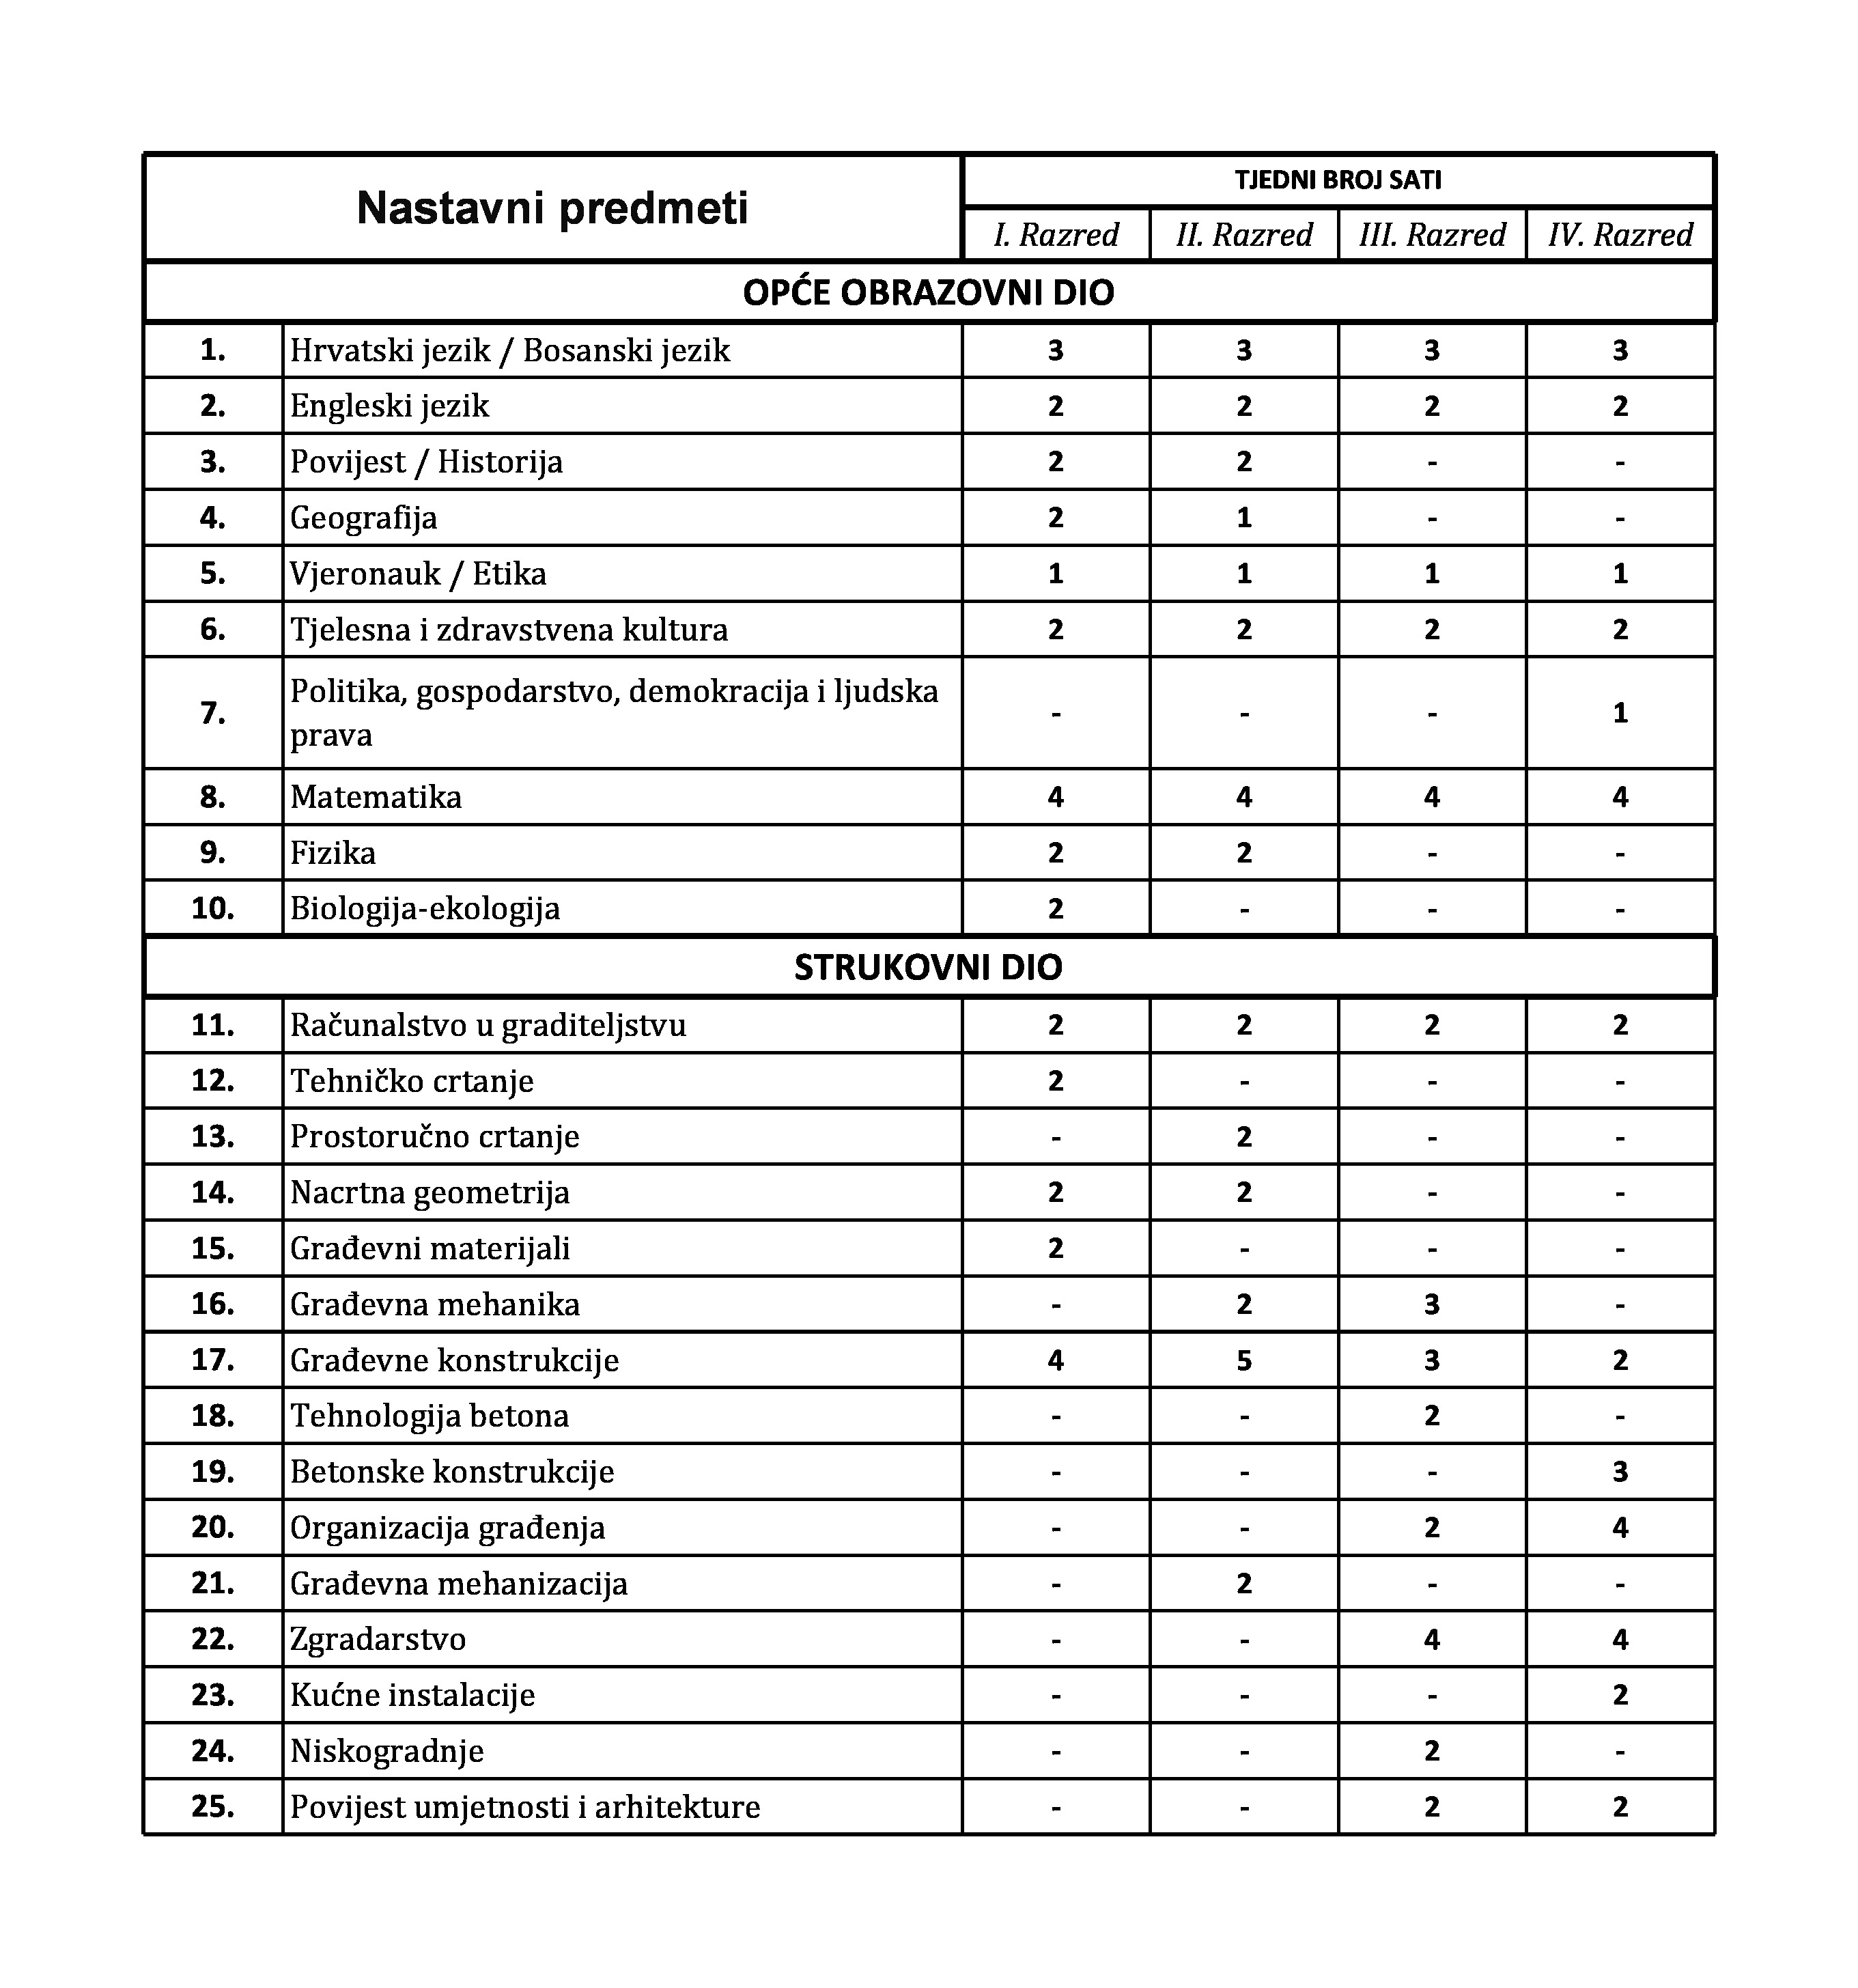 Nastavni predmeti
TJEDNI BROJ SATI
I. Razred II. Razred III. Razred IV. Razred
OPĆE OBRAZOVNI DIO
1. Hrvatski jezik / Bosanski jezik 3 3 3 3
2. Engleski jezik 2 2 2 2
3. Povijest / Historija 2 2 - -
4. Geografija 2 1 - -
5. Vjeronauk / Etika 1 1 1 1
6. Tjelesna i zdravstvena kultura 2 2 2 2
7. Politika, gospodarstvo, demokracija i ljudska
prava - - - 1
8. Matematika 4 4 4 4
9. Fizika 2 2 - -
10. Biologija-ekologija 2 - - -
STRUKOVNI DIO
11. Računalstvo u graditeljstvu 2 2 2 2
12. Tehničko crtanje 2 - - -
13. Prostoručno crtanje - 2 - -
14. Nacrtna geometrija 2 2 - -
15. Građevni materijali 2 - - -
16. Građevna mehanika - 2 3 -
17. Građevne konstrukcije 4 5 3 2
18. Tehnologija betona - - 2 -
19. Betonske konstrukcije - - - 3
20. Organizacija građenja - - 2 4
21. Građevna mehanizacija - 2 - -
22. Zgradarstvo - - 4 4
23. Kućne instalacije - - - 2
24. Niskogradnje - - 2 -
25. Povijest umjetnosti i arhitekture - - 2 2